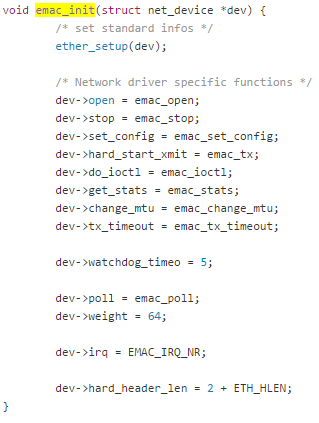 void emac_init(struct net_device *dev) {
/* set standard infos */
ether_setup(dev);
/* Network driver specific functions */
dev->open = emac_open;
dev->stop = emac_stop;
dev->set_config = emac_set_config;
dev->hard_start_xmit = emac_tx;
dev->do_ioctl = emac_ioctl;
dev->get_stats = emac_stats;
dev->change_mtu = emac_change_mtu;
dev->tx_timeout = emac_tx_timeout;
dev->watchdog_timeo = 5;
dev->poll = emac_poll;
dev->weight = 64;
dev->irq = EMAC_IRQ_NR;
dev->hard_header_len = 2 + ETH_HLEN;
}